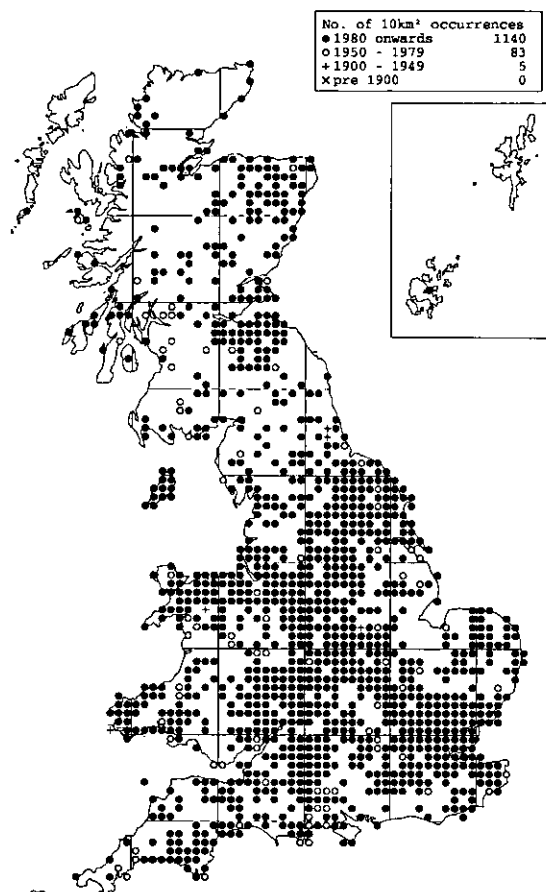 No. of 10km² occurrences
● 1980 onwards 1140
○ 1950 - 1979 83
+ 1900 - 1949 5
× pre 1900 0